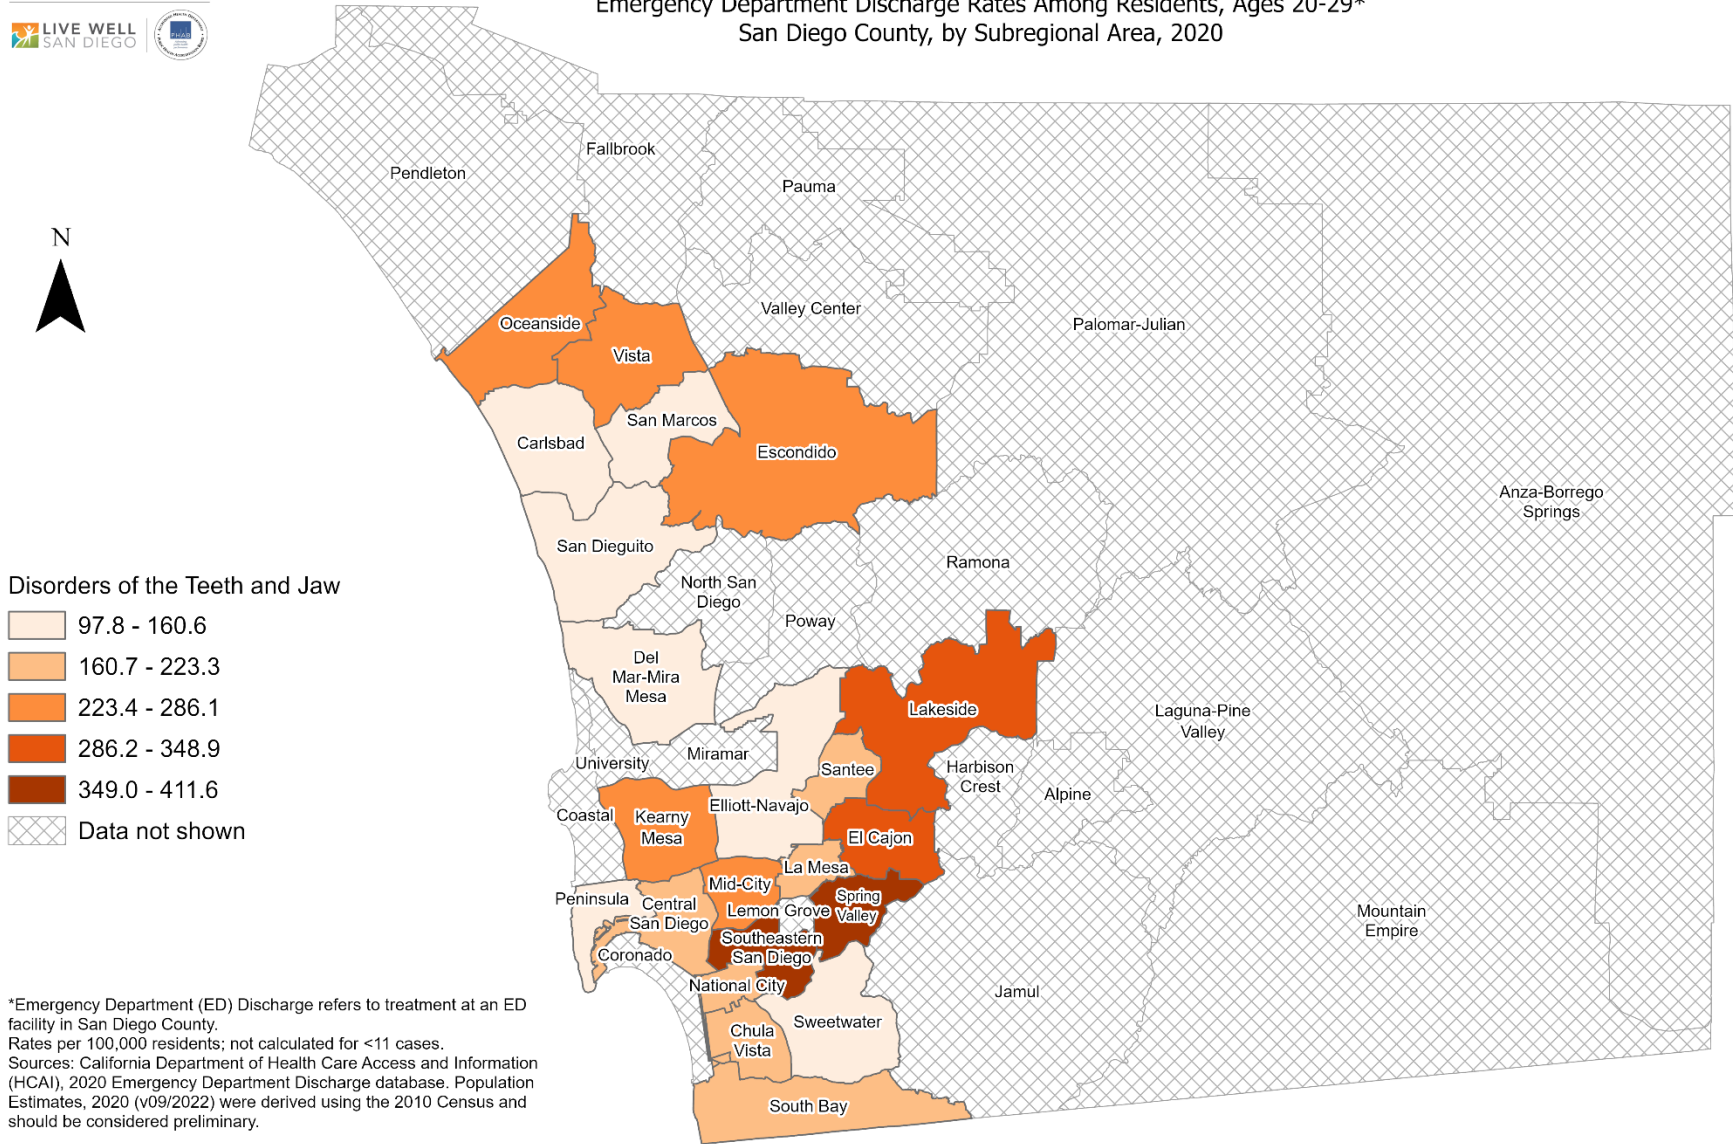 Emergency Department Discharge Rates Among Residents, Ages 20-29*
San Diego County, by Subregional Area, 2020
LIVE WELL
SAN DIEGO
PHAB
N
Fallbrook
Pendleton
Pauma
Valley Center
Oceanside
Palomar-Julian
Vista
San Marcos
Carlsbad
Escondido
Anza-Borrego
Springs
San Dieguito
Ramona
North San
Diego
Poway
Del
Mar-Mira
Mesa
Lakeside
Laguna-Pine
Valley
Miramar
University
Santee
Harbison
Crest
Alpine
Elliott-Navajo
Coastal
Kearny
Mesa
El Cajon
La Mesa
Mid-City
Peninsula
Central
San Diego
Spring
Valley
Lemon Grove
Mountain
Empire
Southeastern
San Diego
Coronado
National City
Jamul
Sweetwater
Chula
Vista
South Bay
Disorders of the Teeth and Jaw
97.8 - 160.6
160.7 - 223.3
223.4 - 286.1
286.2 - 348.9
349.0 - 411.6
Data not shown
*Emergency Department (ED) Discharge refers to treatment at an ED
facility in San Diego County.
Rates per 100,000 residents; not calculated for <11 cases.
Sources: California Department of Health Care Access and Information
(HCAI), 2020 Emergency Department Discharge database. Population
Estimates, 2020 (v09/2022) were derived using the 2010 Census and
should be considered preliminary.